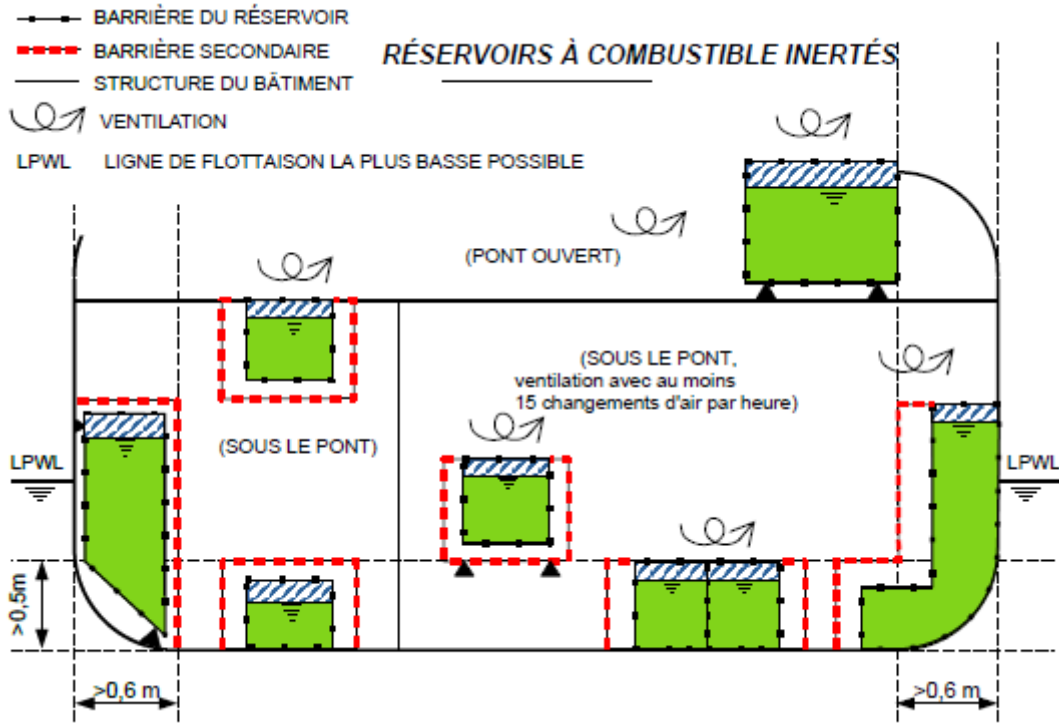 BARRIÈRE DU RÉSERVOIR
BARRIÈRE SECONDAIRE
RÉSERVOIRS À COMBUSTIBLE INERTÉS
STRUCTURE DU BÂTIMENT
VENTILATION
LPWL LIGNE DE FLOTTAISON LA PLUS BASSE POSSIBLE
(PONT OUVERT)
(SOUS LE PONT,
ventilation avec au moins
15 changements d'air par heure)
(SOUS LE PONT)
LPWL
LPWL
>0,5m
>0,6 m
>0,6 m